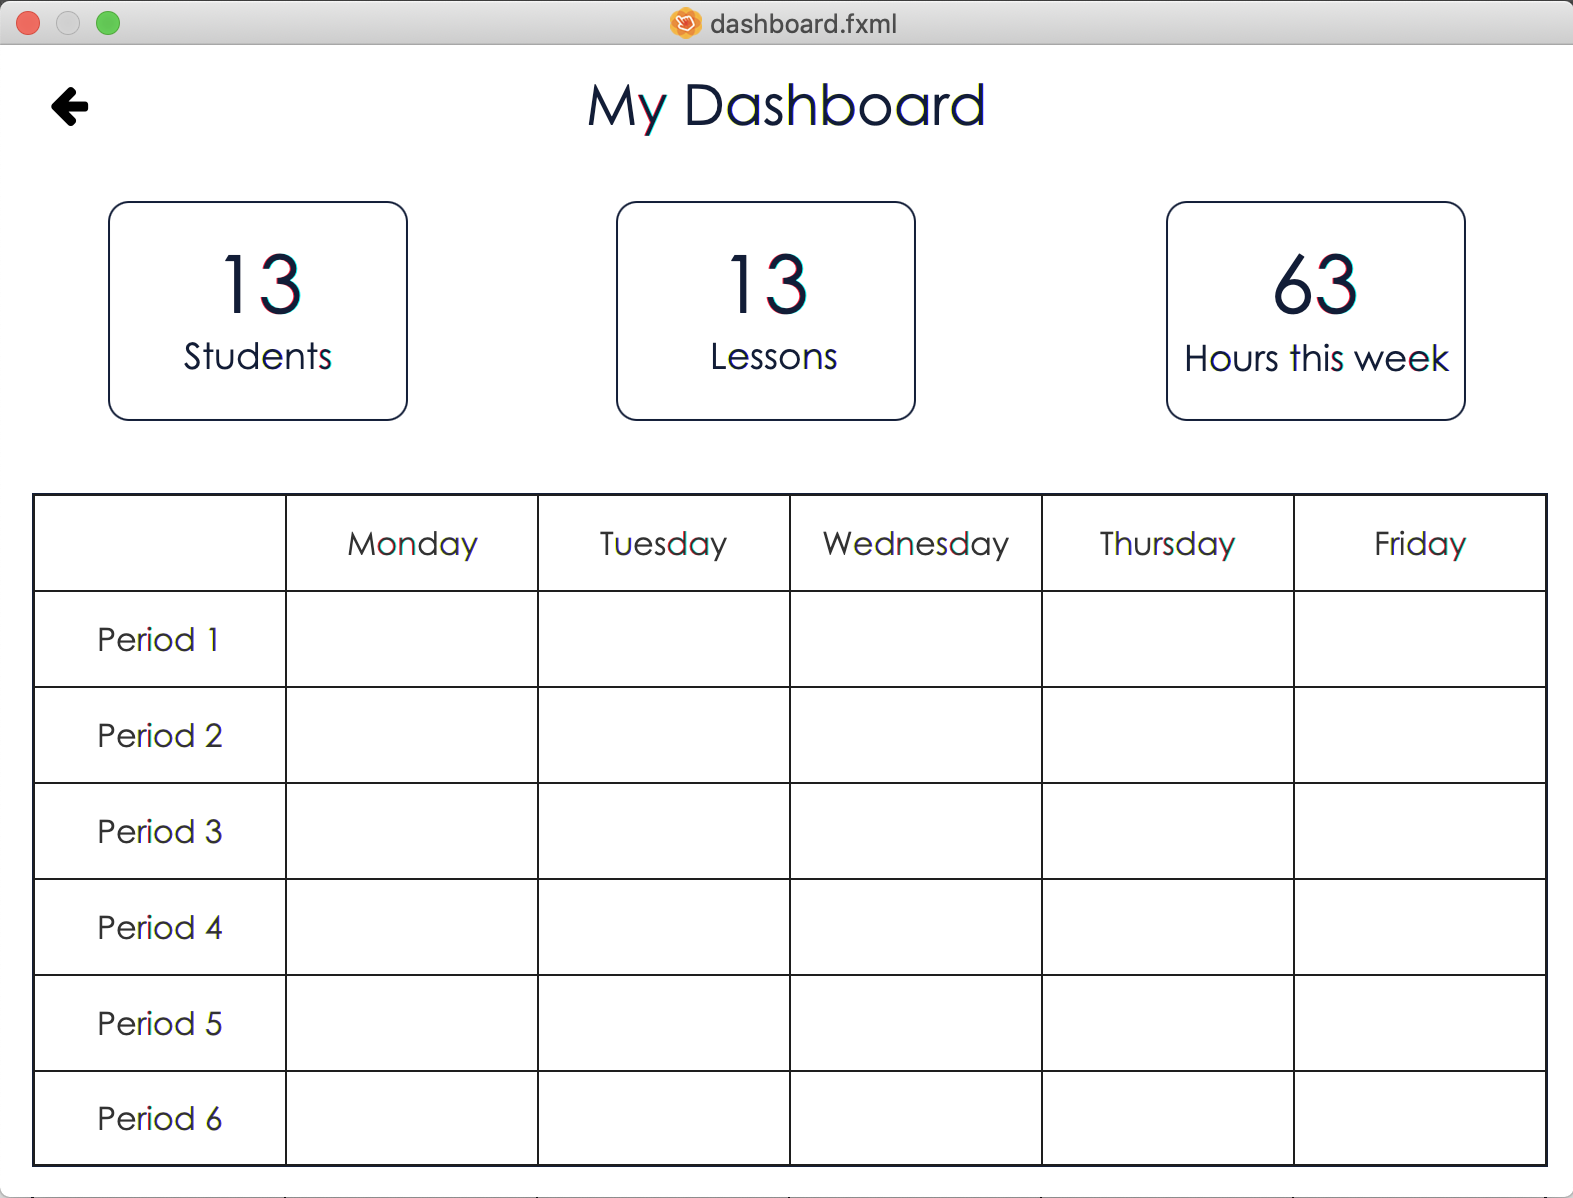 dashboard.fxml
My Dashboard
13
Students
13
Lessons
63
Hours this week
Monday Tuesday Wednesday Thursday Friday
Period 1
Period 2
Period 3
Period 4
Period 5
Period 6